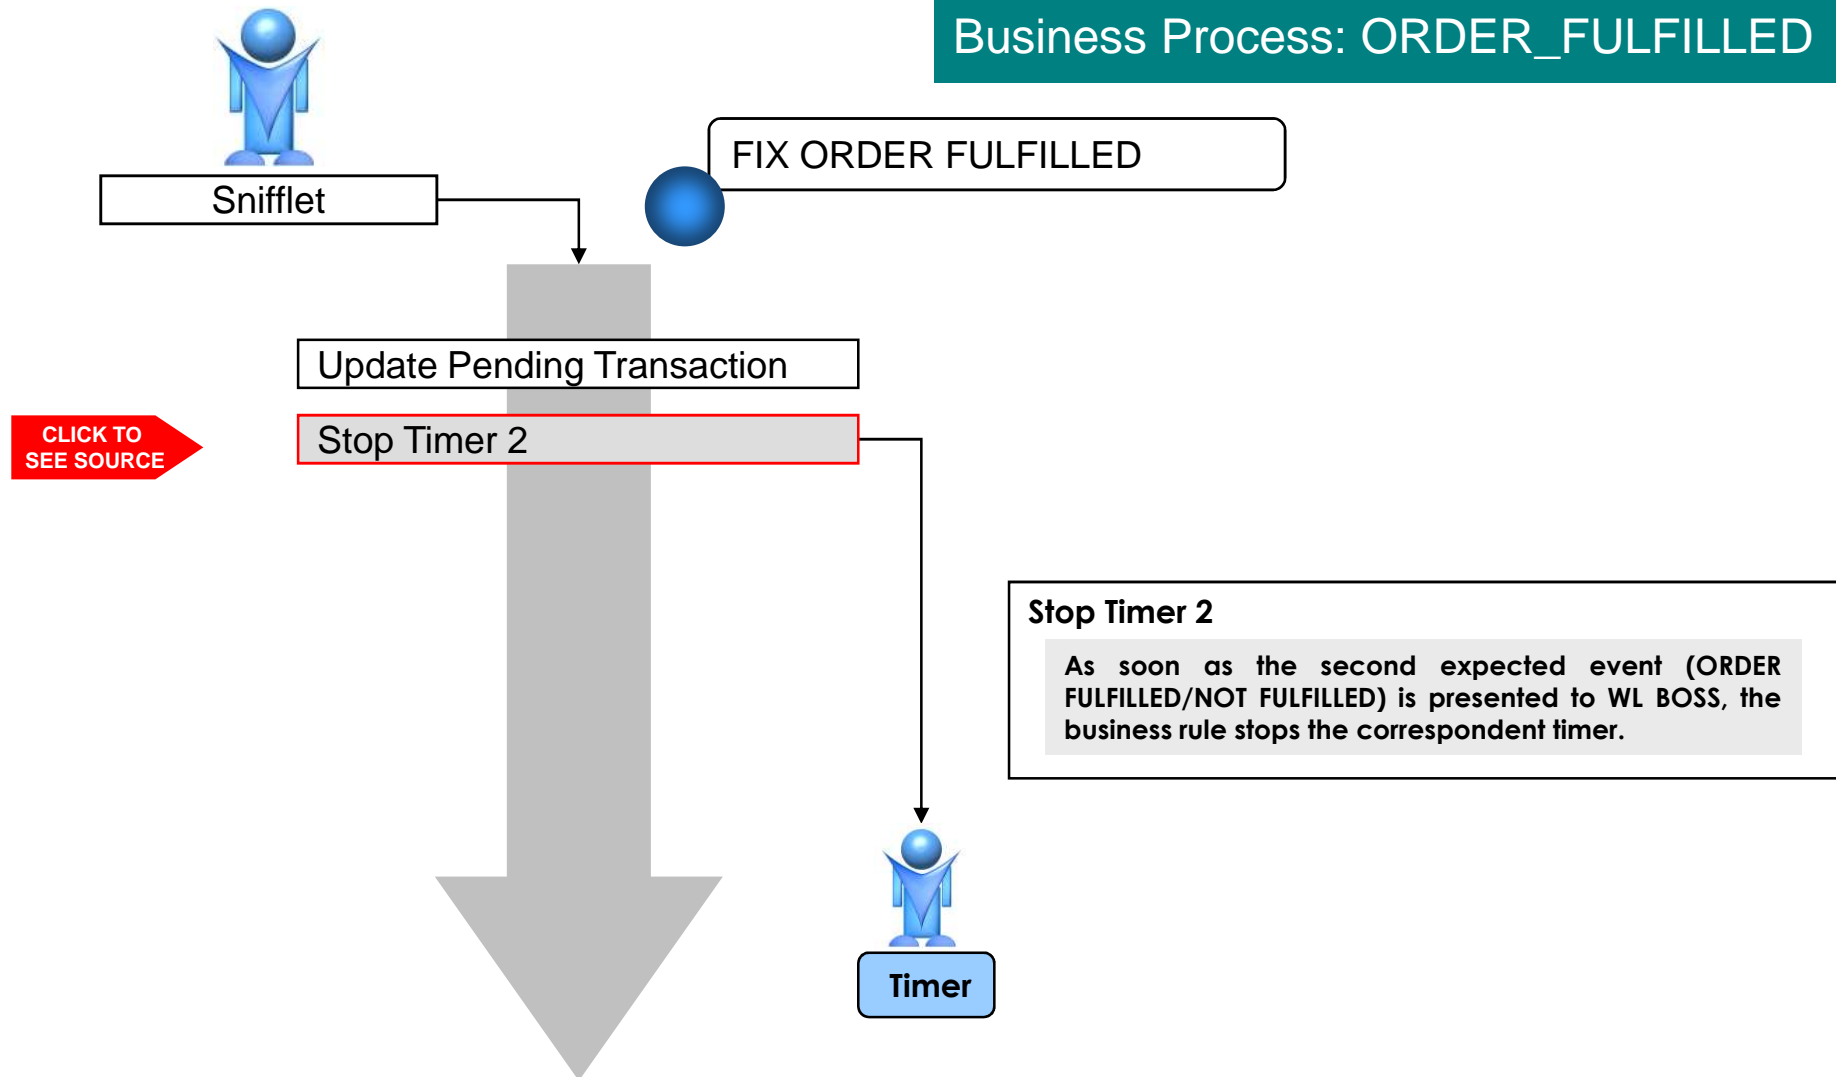 Business Process: ORDER_FULFILLED
FIX ORDER FULFILLED
Snifflet
Update Pending Transaction
CLICK TO
SEE SOURCE
Stop Timer 2
Stop Timer 2
As soon as the second expected event (ORDER
FULFILLED/NOT FULFILLED) is presented to WL BOSS, the
business rule stops the correspondent timer.
Timer